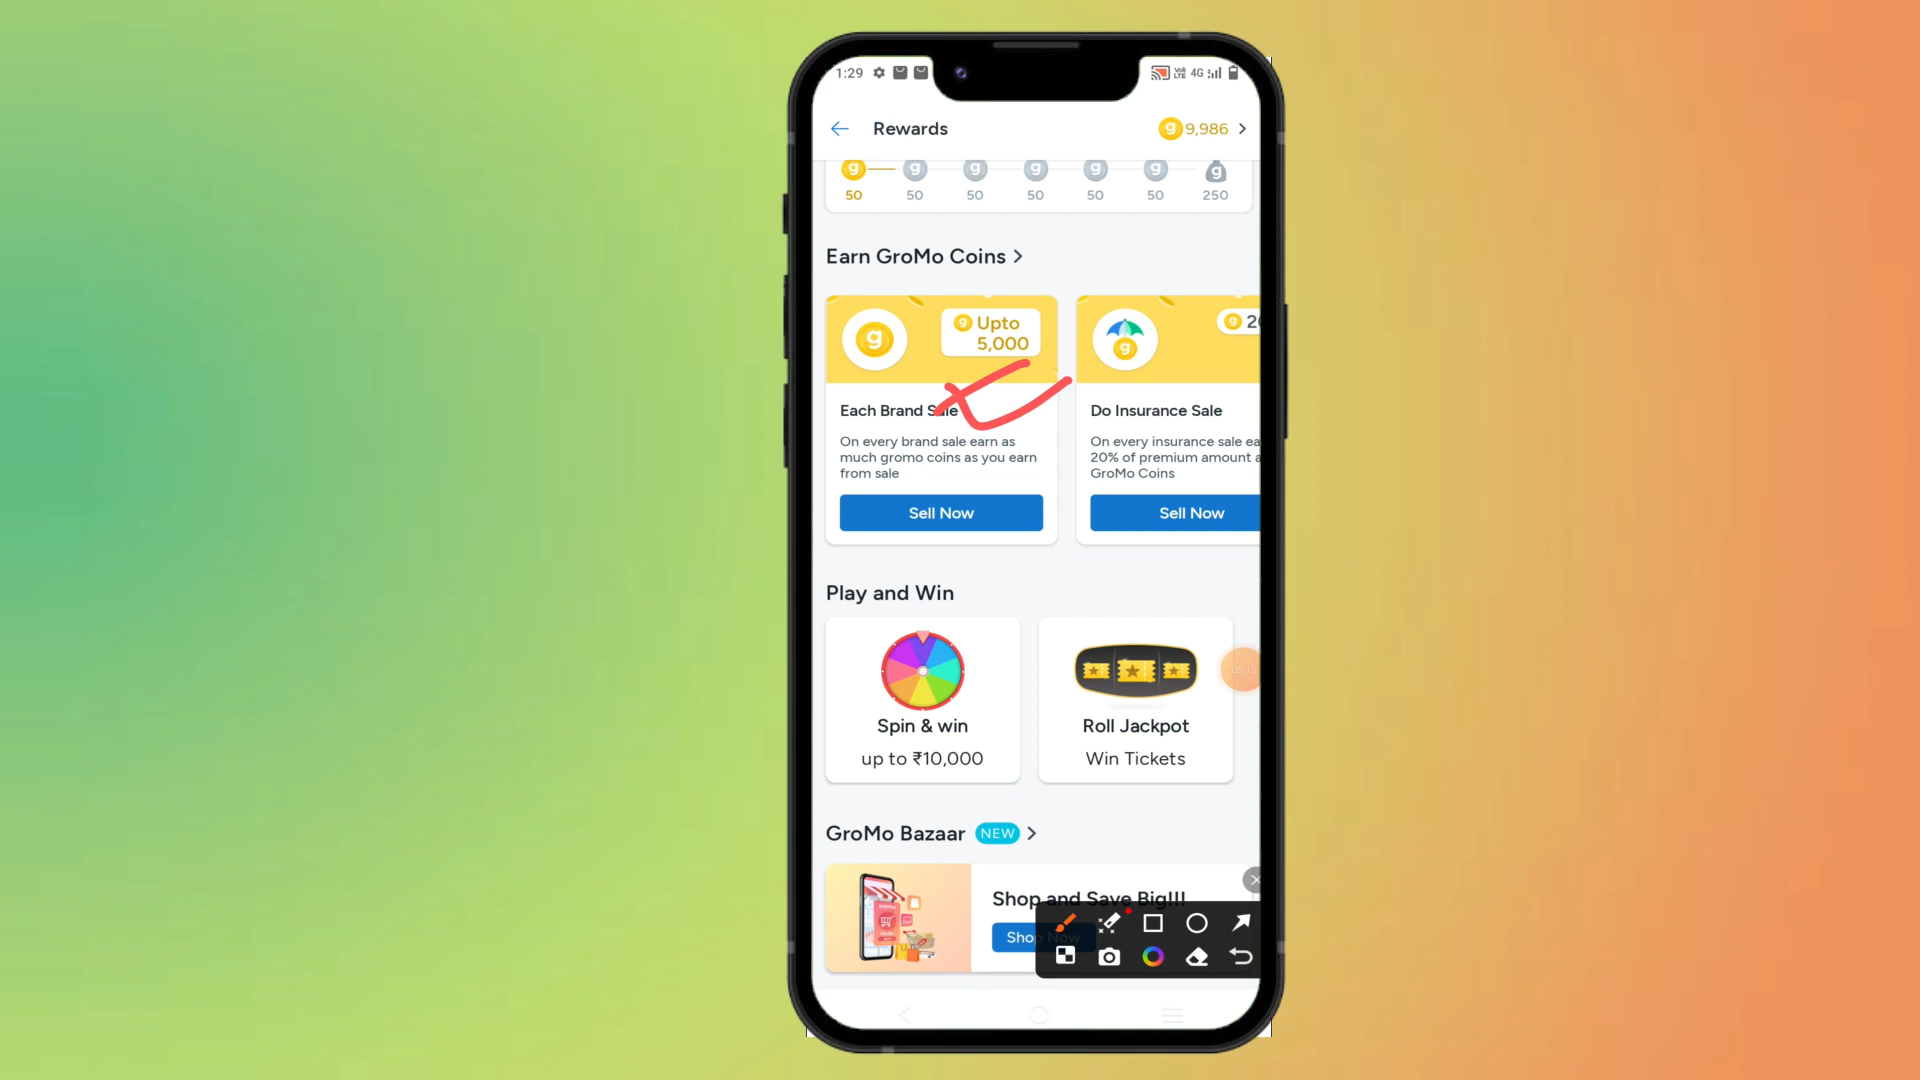 1:29 4G
Rewards
g 9,986
g g g g g g g
50 50 50 50 50 50 250
Earn GroMo Coins
g g Upto
5,000
g g
Each Brand Sale
On every brand sale earn as
much gromo coins as you earn
from sale
Sell Now
Do Insurance Sale
On every insurance sale
20% of premium amount
GroMo Coins
Sell Now
Play and Win
Spin & win
up to ₹10,000
Roll Jackpot
Win Tickets
GroMo Bazaar NEW
Shop and Save Big!!!
Shop Now